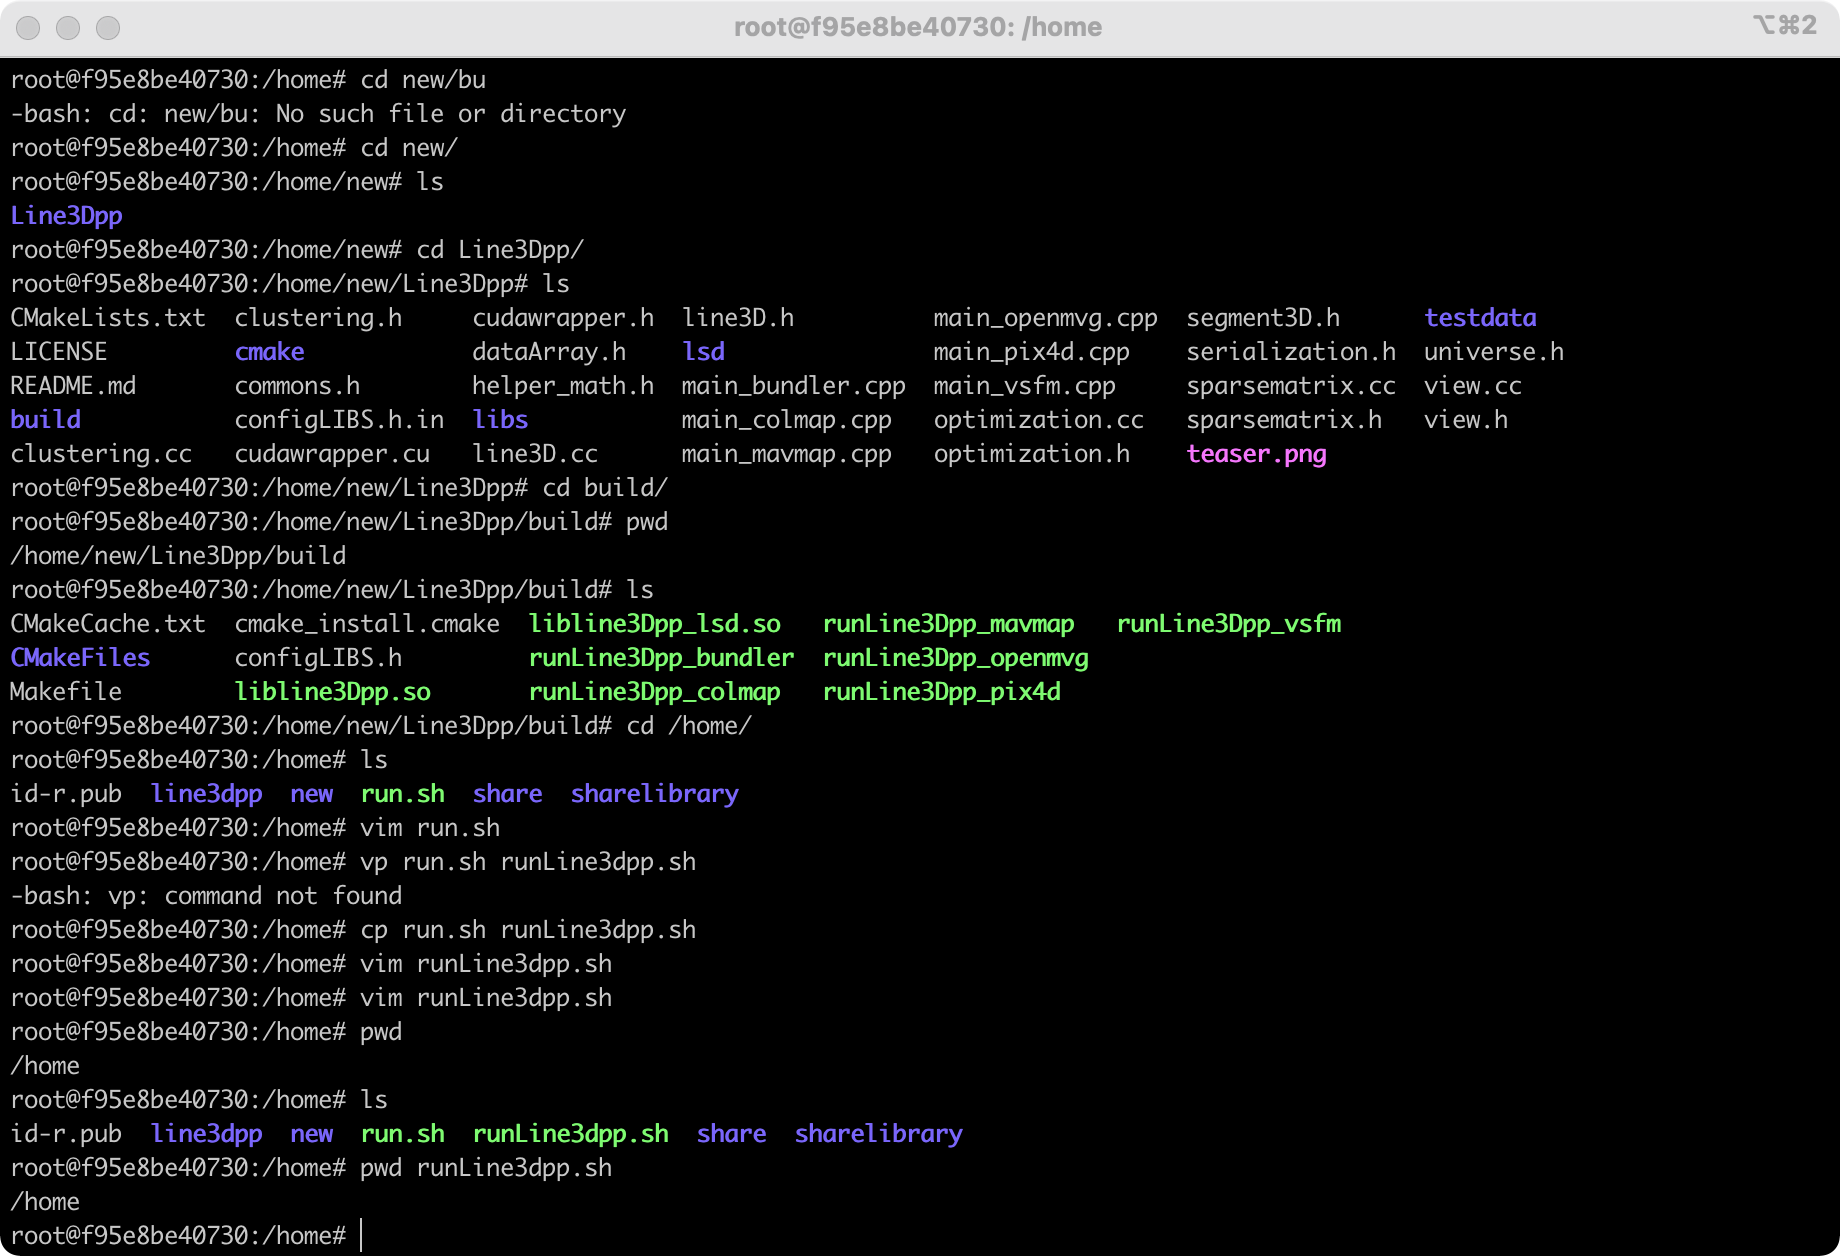 root@f95e8be40730: /home
⌥⌘2
root@f95e8be40730:/home# cd new/bu
-bash: cd: new/bu: No such file or directory
root@f95e8be40730:/home# cd new/
root@f95e8be40730:/home/new# ls
Line3Dpp
root@f95e8be40730:/home/new# cd Line3Dpp/
root@f95e8be40730:/home/new/Line3Dpp# ls
CMakeLists.txt  clustering.h     cudawrapper.h  line3D.h          main_openmvg.cpp  segment3D.h      testdata
LICENSE         cmake            dataArray.h    lsd               main_pix4d.cpp    serialization.h  universe.h
README.md       commons.h        helper_math.h  main_bundler.cpp  main_vsfm.cpp     sparsematrix.cc  view.cc
build           configLIBS.h.in  libs           main_colmap.cpp   optimization.cc   sparsematrix.h   view.h
clustering.cc   cudawrapper.cu   line3D.cc      main_mavmap.cpp   optimization.h    teaser.png
root@f95e8be40730:/home/new/Line3Dpp# cd build/
root@f95e8be40730:/home/new/Line3Dpp/build# pwd
/home/new/Line3Dpp/build
root@f95e8be40730:/home/new/Line3Dpp/build# ls
CMakeCache.txt  cmake_install.cmake  libline3Dpp_lsd.so   runLine3Dpp_mavmap   runLine3Dpp_vsfm
CMakeFiles      configLIBS.h         runLine3Dpp_bundler  runLine3Dpp_openmvg
Makefile        libline3Dpp.so       runLine3Dpp_colmap   runLine3Dpp_pix4d
root@f95e8be40730:/home/new/Line3Dpp/build# cd /home/
root@f95e8be40730:/home# ls
id-r.pub  line3dpp  new  run.sh  share  sharelibrary
root@f95e8be40730:/home# vim run.sh
root@f95e8be40730:/home# vp run.sh runLine3dpp.sh
-bash: vp: command not found
root@f95e8be40730:/home# cp run.sh runLine3dpp.sh
root@f95e8be40730:/home# vim runLine3dpp.sh
root@f95e8be40730:/home# vim runLine3dpp.sh
root@f95e8be40730:/home# pwd
/home
root@f95e8be40730:/home# ls
id-r.pub  line3dpp  new  run.sh  runLine3dpp.sh  share  sharelibrary
root@f95e8be40730:/home# pwd runLine3dpp.sh
/home
root@f95e8be40730:/home#